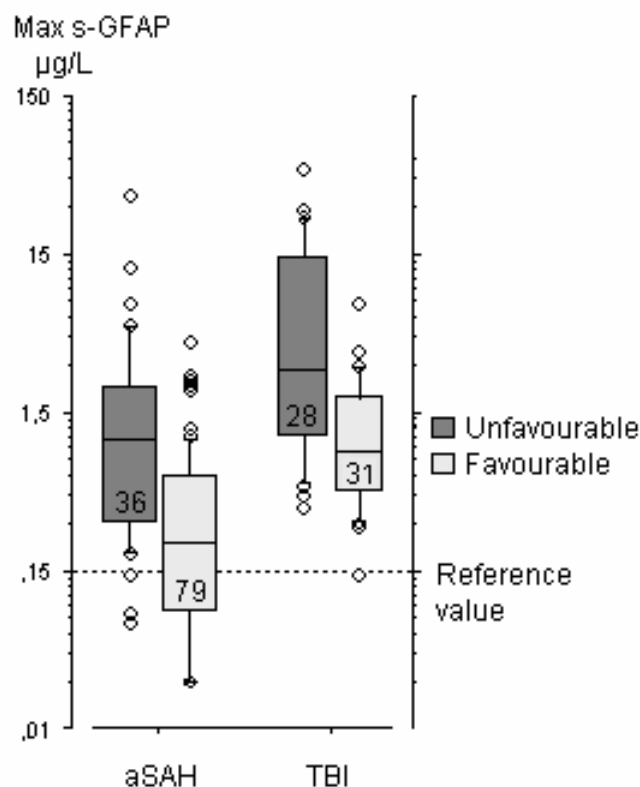 Max s-GFAP
µg/L
150
15
1.5
.15
,01
36
79
28
31
Unfavourable
Favourable
Reference
value
aSAH TBI